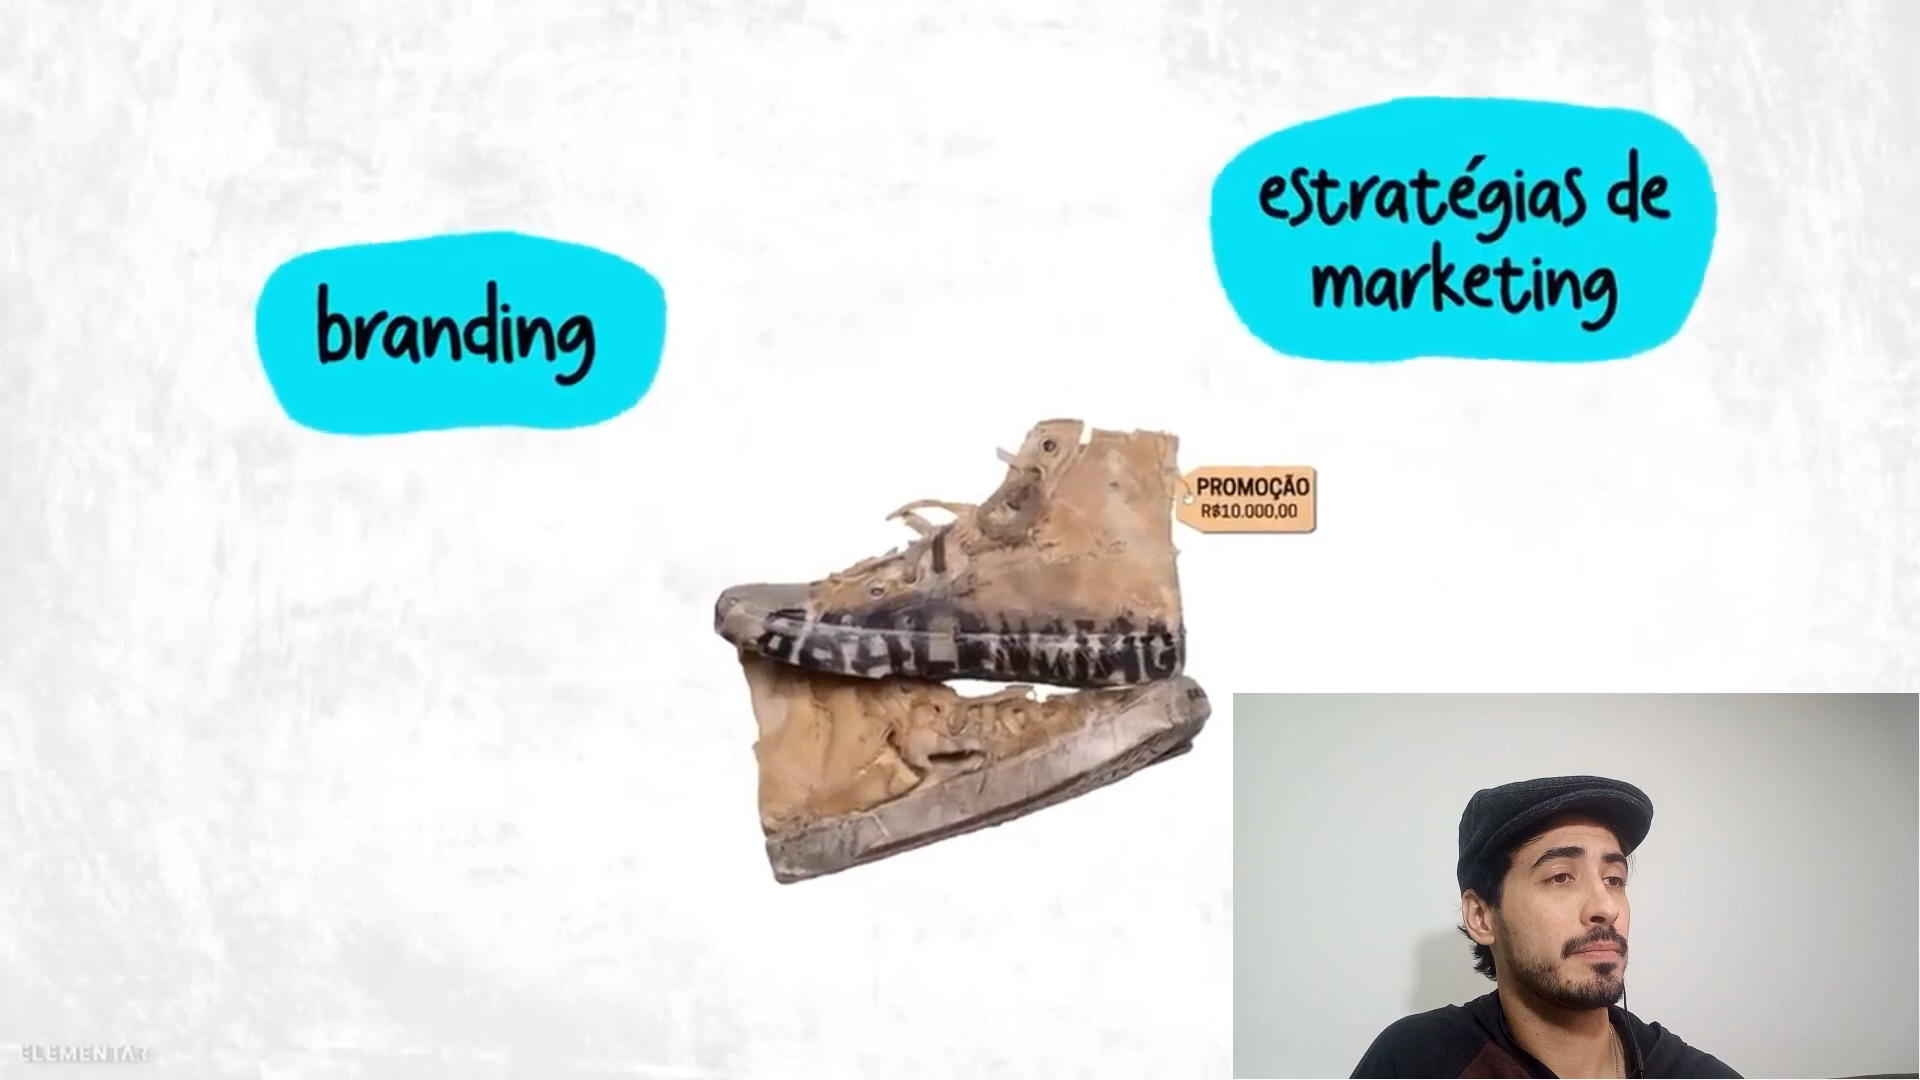 estratégias de
marketing
branding
PROMOÇÃO
R$10.000,00
ELEMENTAR